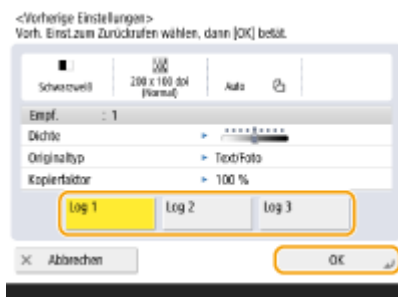 <Vorherige Einstellungen>
Vorh. Einst.zum Zurückrufen wählen, dann [OK] betät.
Schwarzweiß
200 x 100 dpi
(Normal)
Auto
Empf. : 1
Dichte
Originaltyp
Text/Foto
Kopierfaktor
100 %
Log 1
Log 2
Log 3
Abbrechen
OK